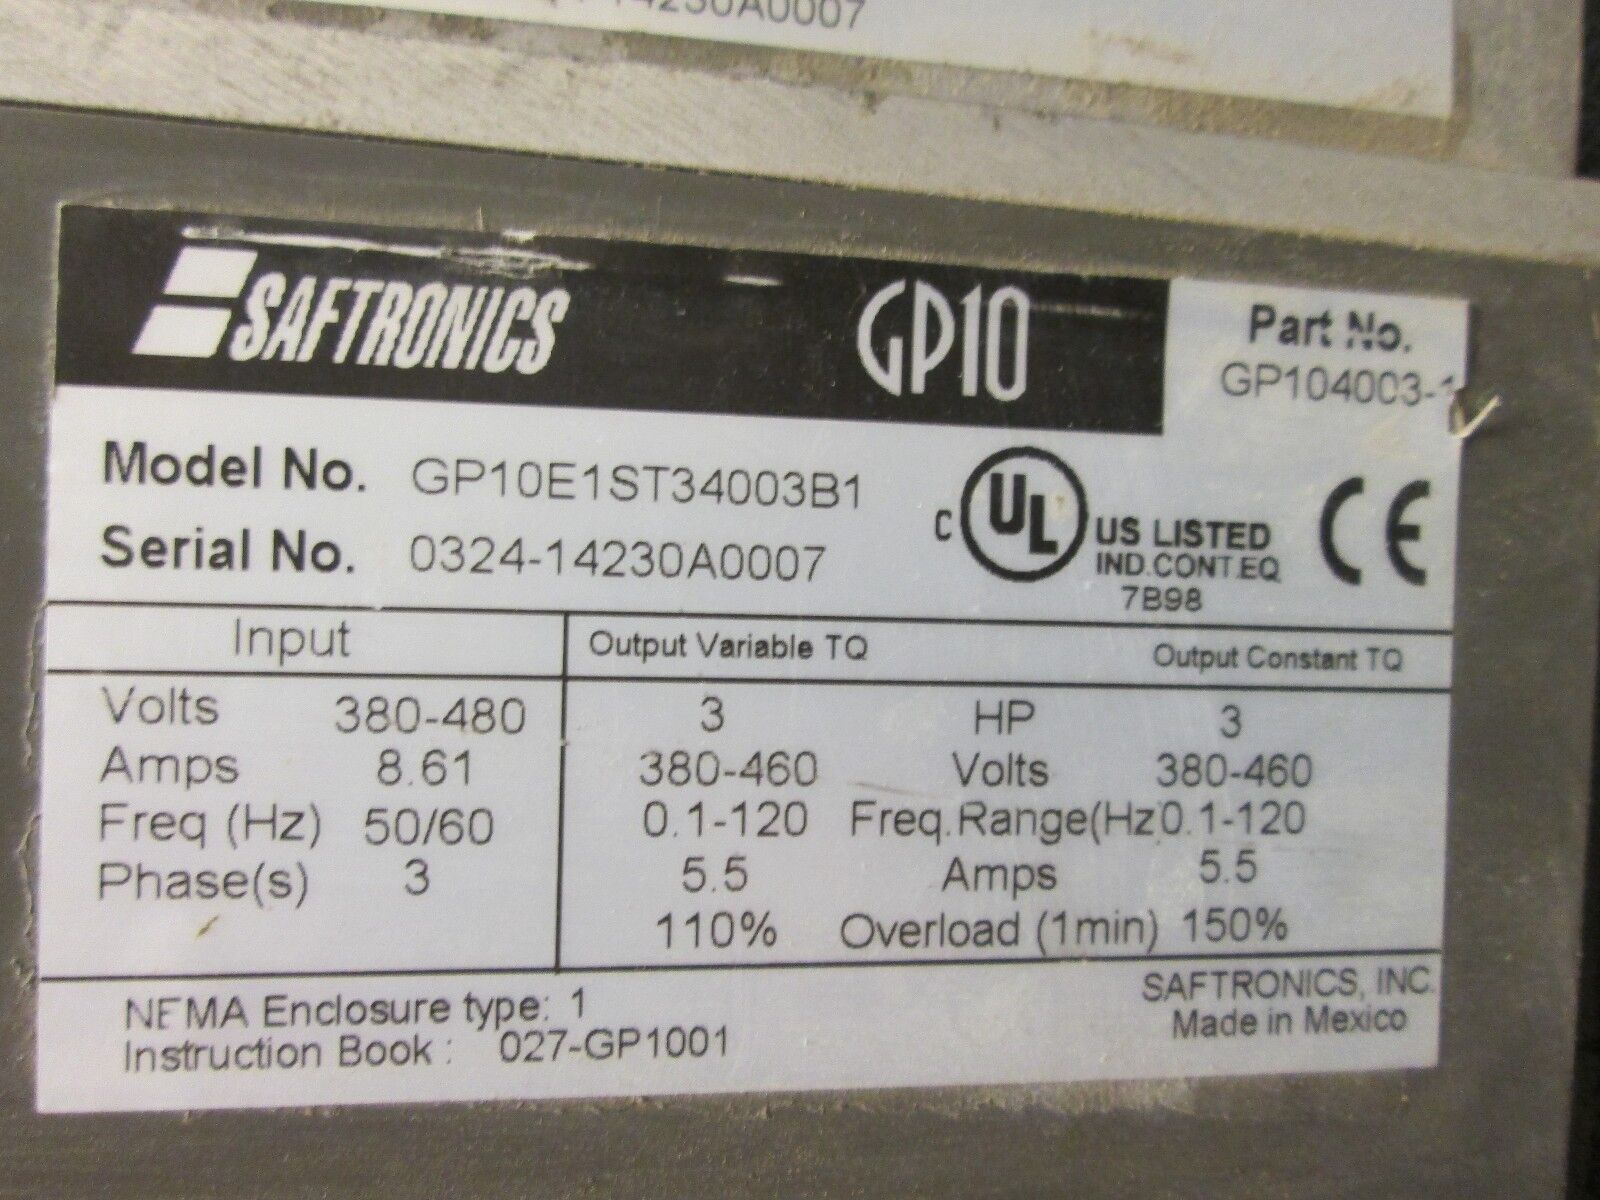 14230A0007
SAFTRONICS GP10
Part No.
GP104003-1
Model No. GP10E1ST34003B1
Serial No. 0324-14230A0007
C UL US LISTED
IND.CONT.EQ
7B98
CE
Input Output Variable TQ Output Constant TQ
Volts 380-480 3 HP 3
Amps 8.61 380-460 Volts 380-460
Freq (Hz) 50/60 0.1-120 Freq.Range(Hz 0.1-120
Phase(s) 3 5.5 Amps 5.5
110% Overload (1min) 150%
NEMA Enclosure type: 1
Instruction Book : 027-GP1001
SAFTRONICS, INC.
Made in Mexico